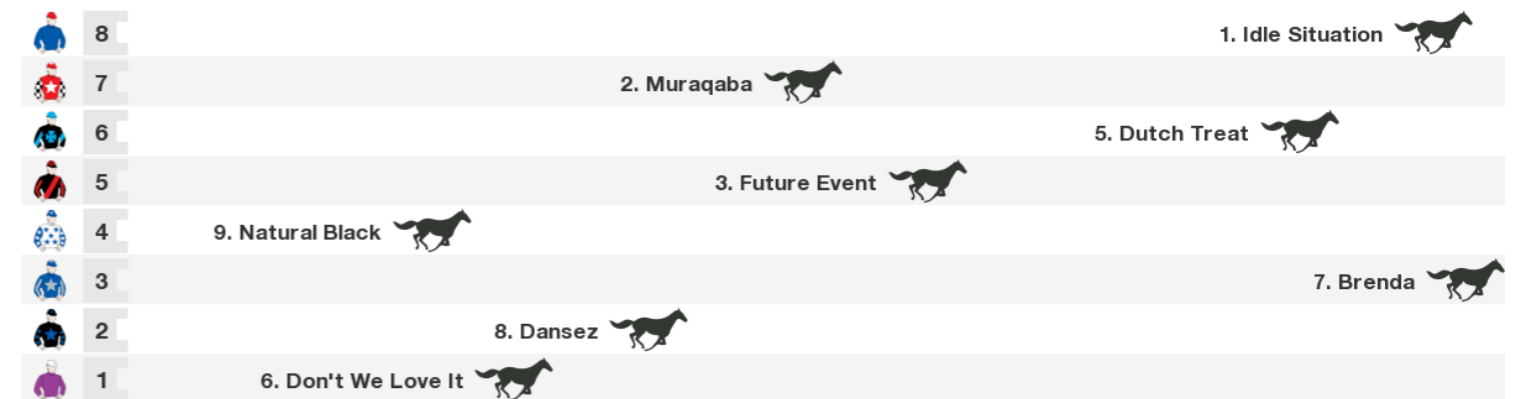 8 1. Idle Situation
7 2. Muraqaba
6 5. Dutch Treat
5 3. Future Event
4 9. Natural Black
3 7. Brenda
2 8. Dansez
1 6. Don't We Love It